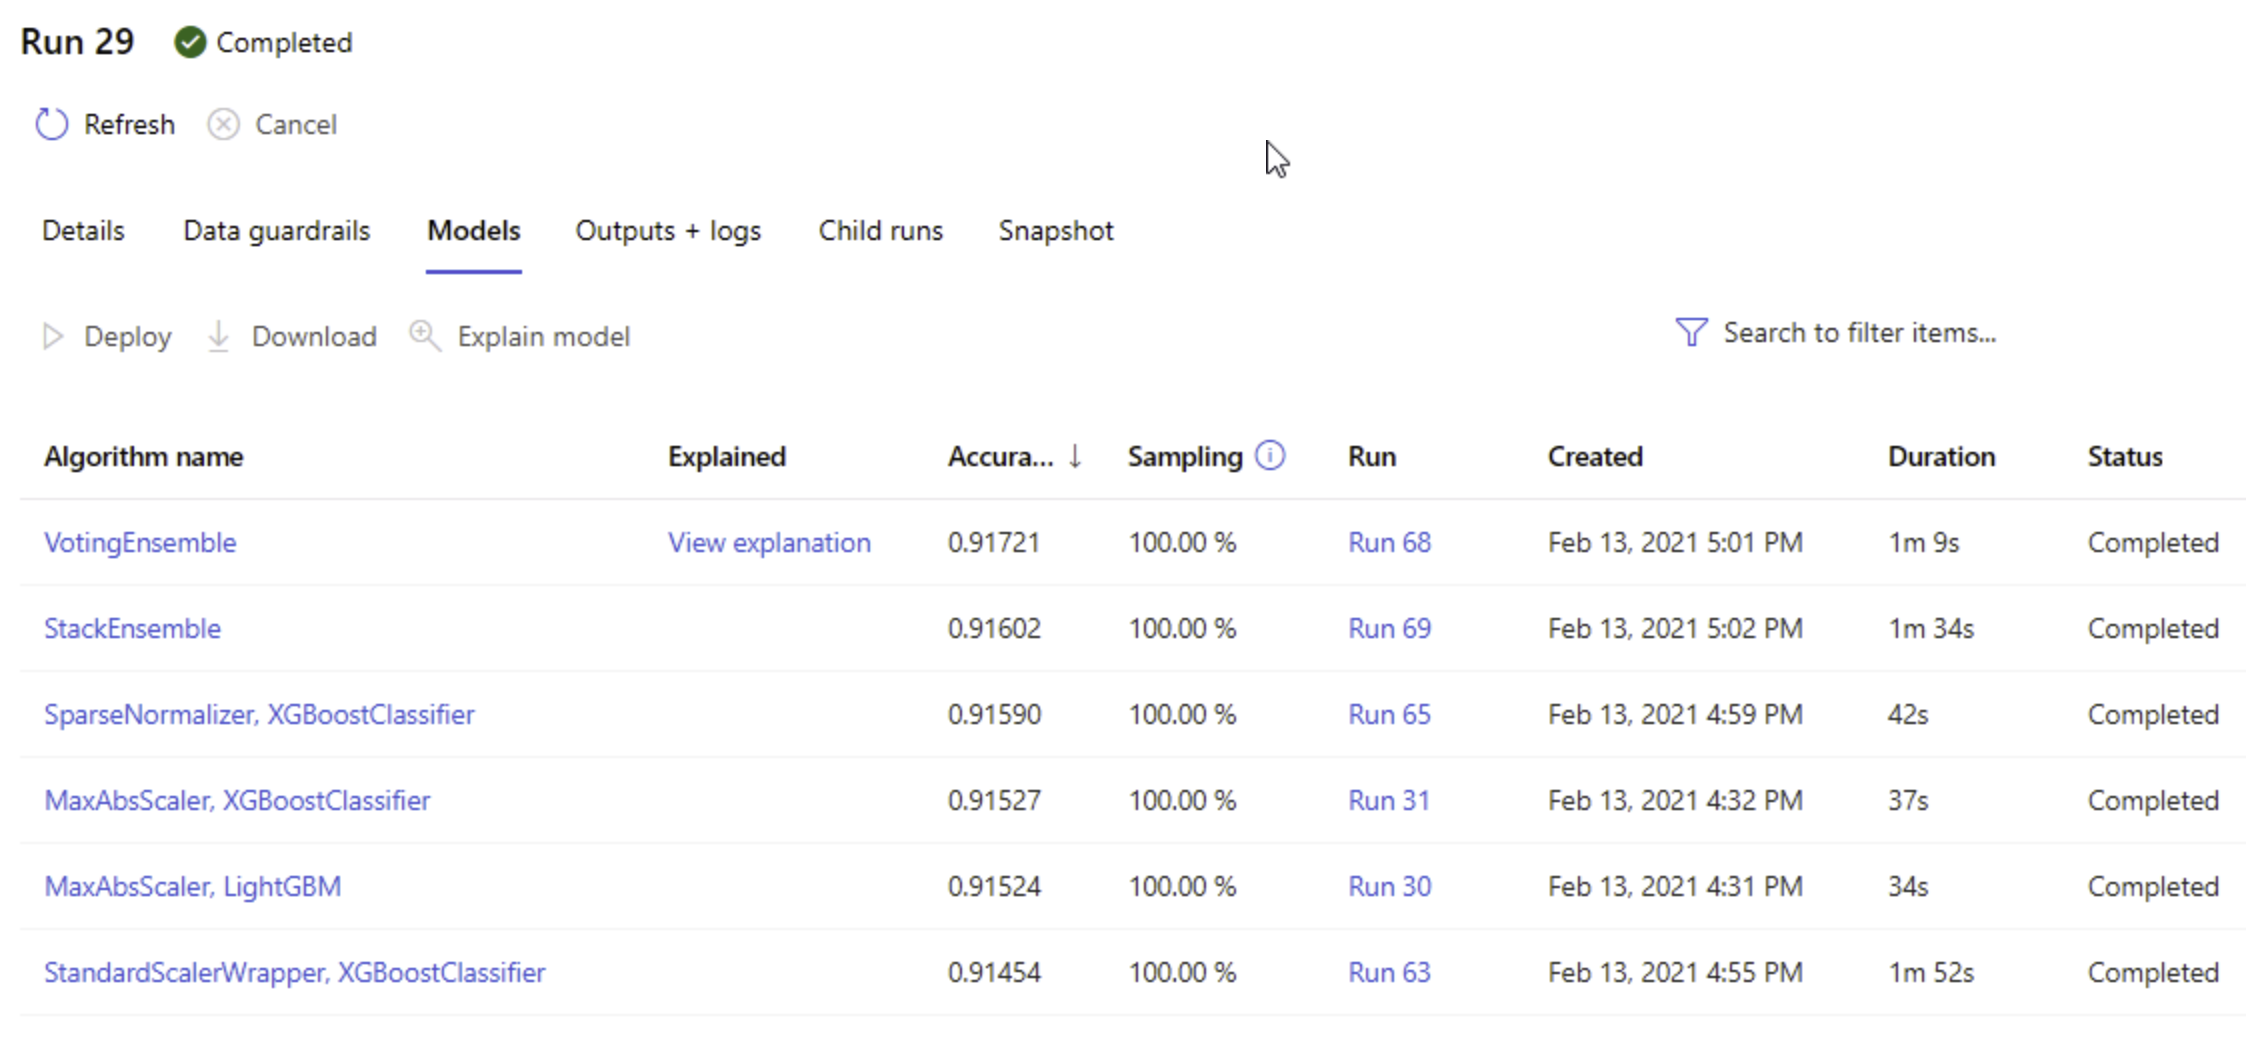 Run 29 Completed
Refresh Cancel
Details Data guardrails Models Outputs + logs Child runs Snapshot
Deploy Download Explain model Search to filter items...
Algorithm name Explained Accura... ↓ Sampling Run Created Duration Status
VotingEnsemble View explanation 0.91721 100.00 % Run 68 Feb 13, 2021 5:01 PM 1m 9s Completed
StackEnsemble 0.91602 100.00 % Run 69 Feb 13, 2021 5:02 PM 1m 34s Completed
SparseNormalizer, XGBoostClassifier 0.91590 100.00 % Run 65 Feb 13, 2021 4:59 PM 42s Completed
MaxAbsScaler, XGBoostClassifier 0.91527 100.00 % Run 31 Feb 13, 2021 4:32 PM 37s Completed
MaxAbsScaler, LightGBM 0.91524 100.00 % Run 30 Feb 13, 2021 4:31 PM 34s Completed
StandardScalerWrapper, XGBoostClassifier 0.91454 100.00 % Run 63 Feb 13, 2021 4:55 PM 1m 52s Completed